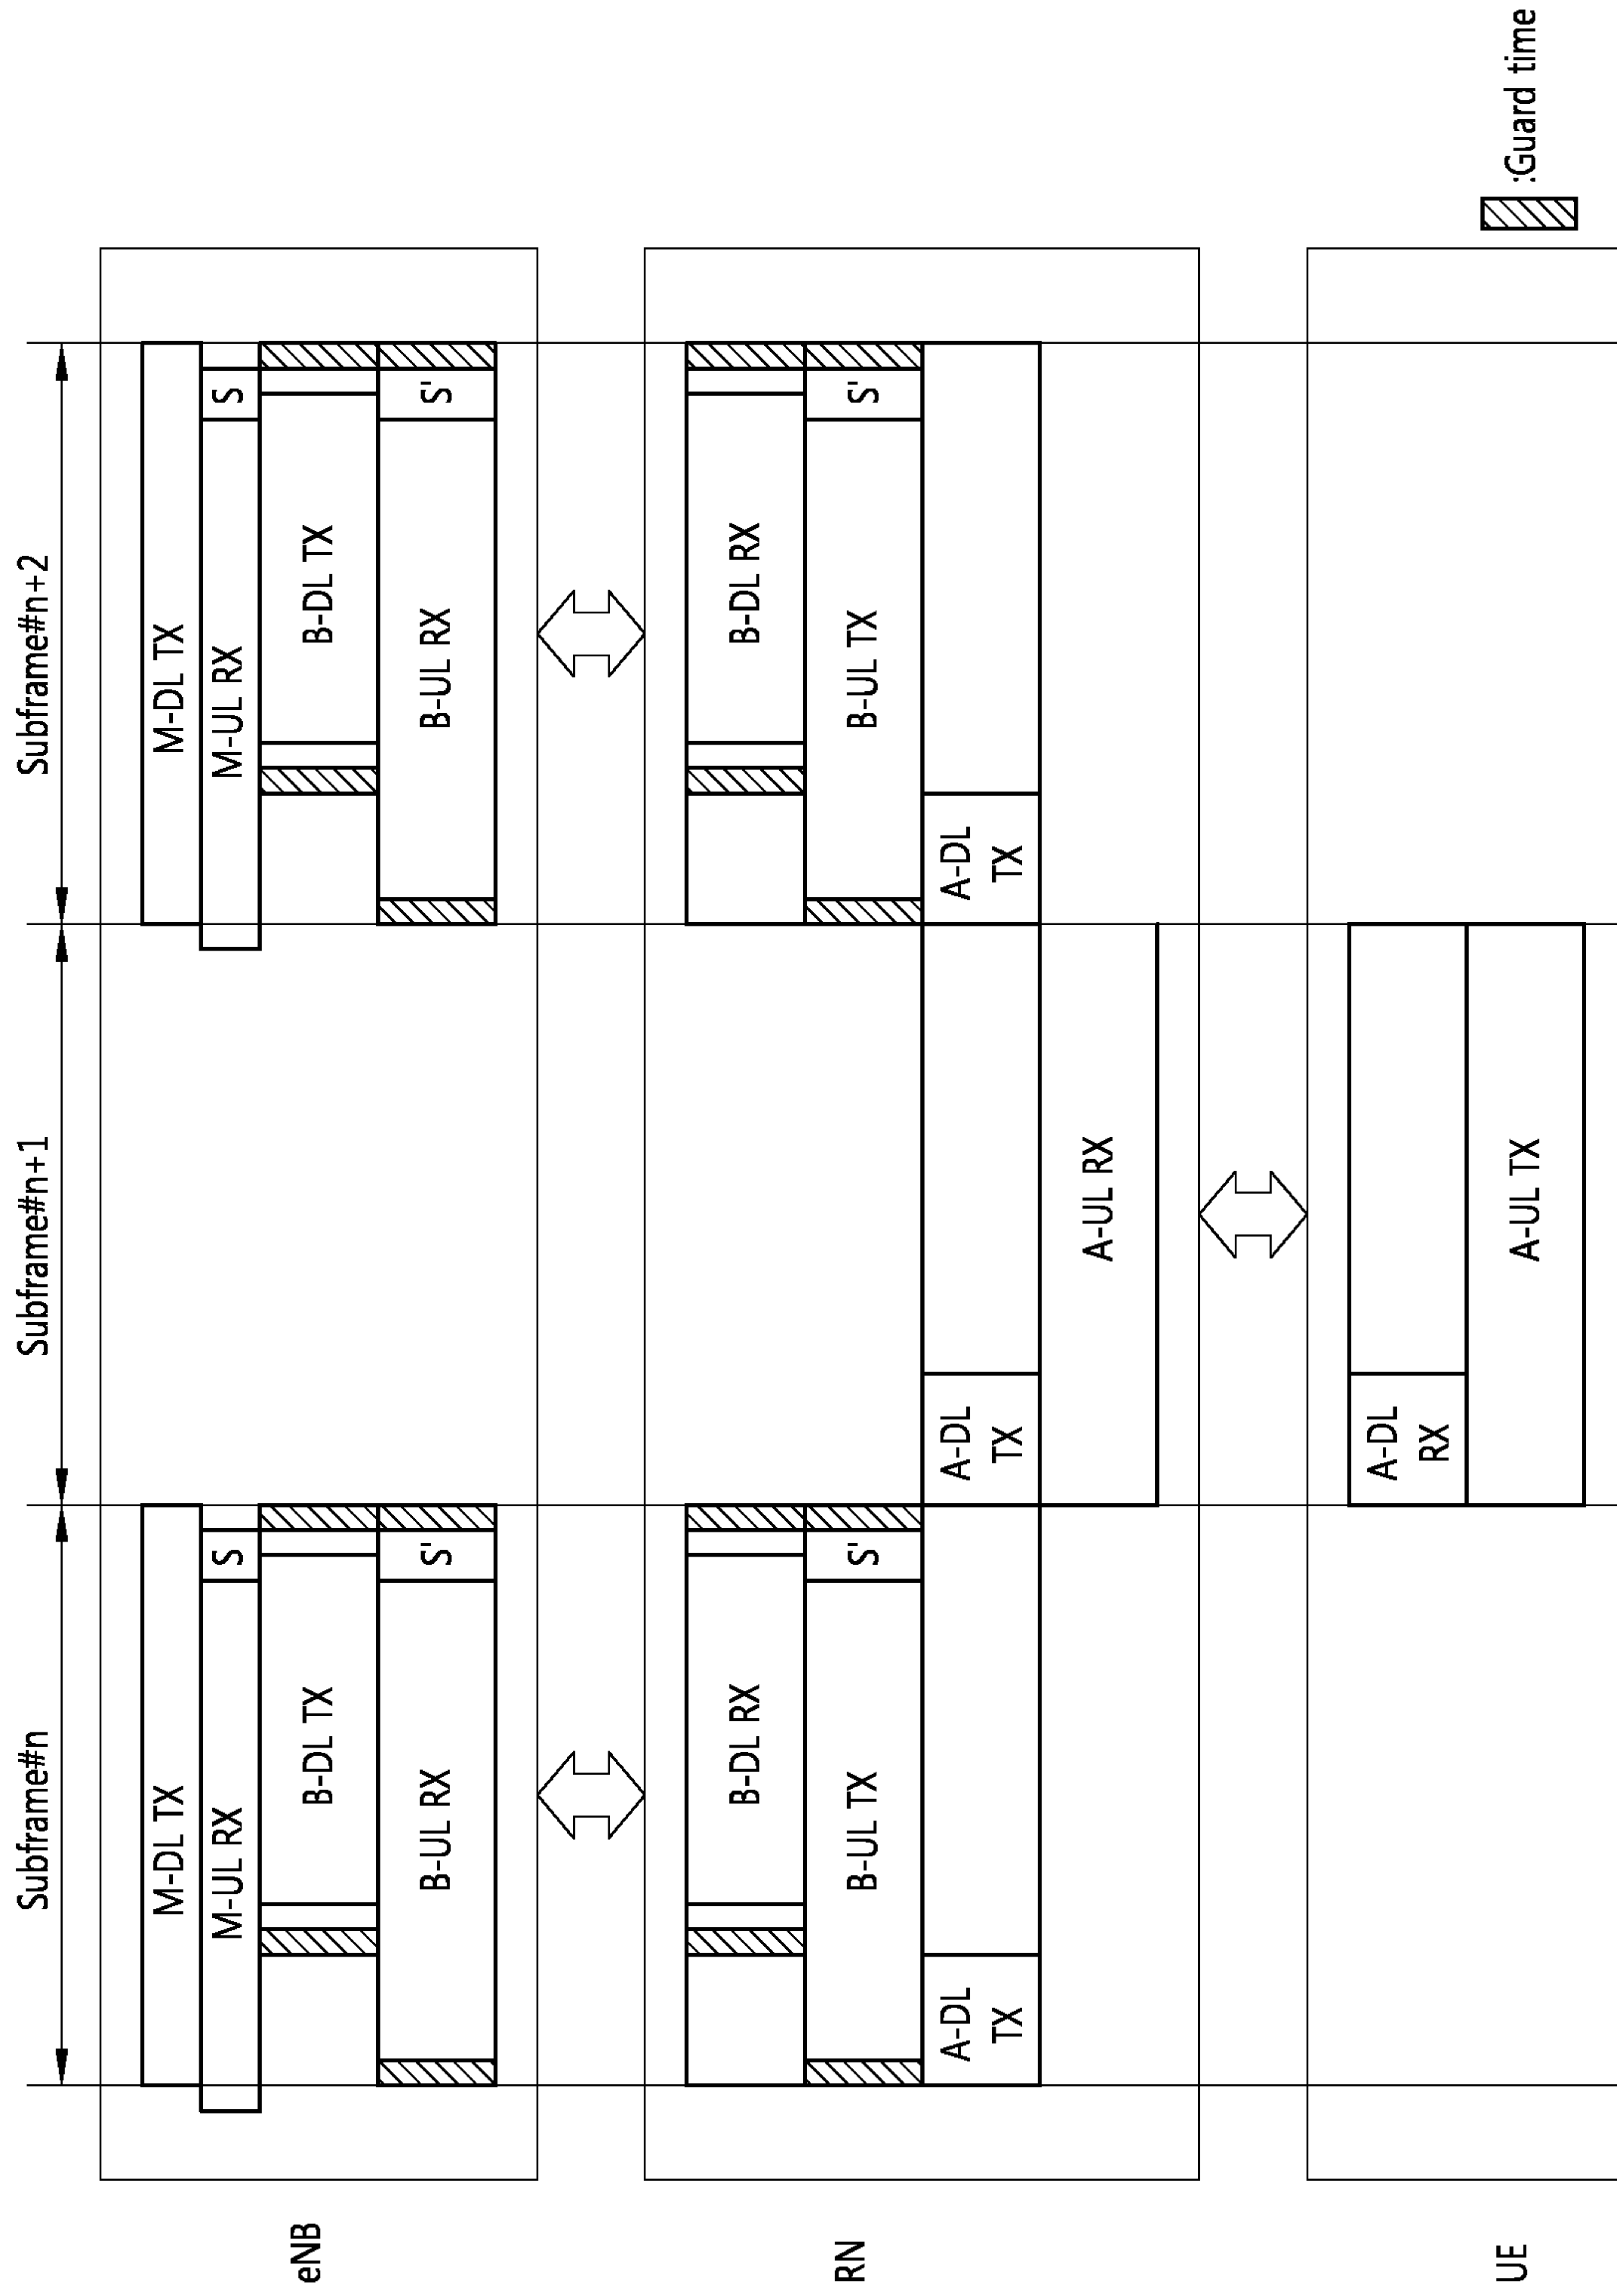 Subframe#n
Subframe#n+1
Subframe#n+2
eNB
M-DL TX
M-DL TX
M-UL RX
S
M-UL RX
S
B-DL TX
B-DL TX
B-UL RX
S'
B-UL RX
S'
RN
B-DL RX
B-DL RX
B-UL TX
S'
B-UL TX
S'
A-DL
TX
A-DL
TX
A-DL
TX
A-UL RX
UE
A-DL
RX
A-UL TX
:Guard time